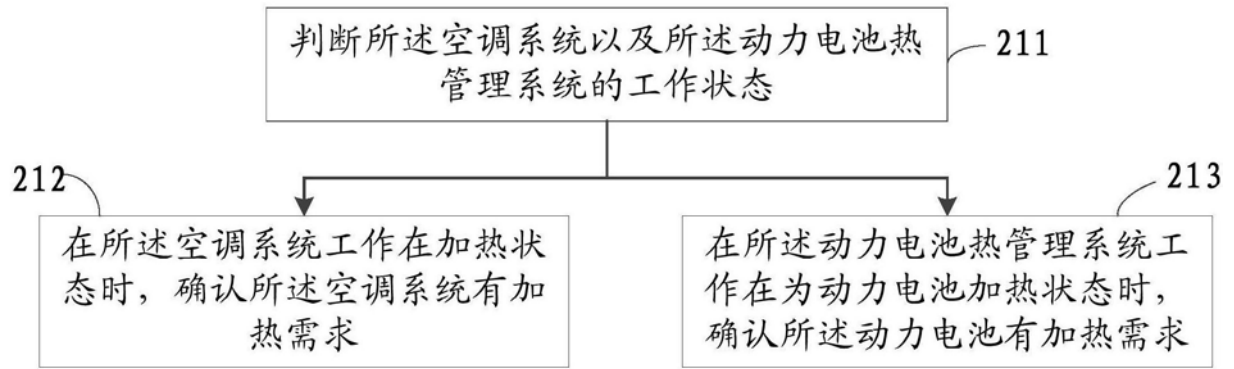 判断所述空调系统以及所述动力电池热
管理系统的工作状态
211
212
在所述空调系统工作在加热状
态时，确认所述空调系统有加
热需求
213
在所述动力电池热管理系统工
作在为动力电池加热状态时，
确认所述动力电池有加热需求